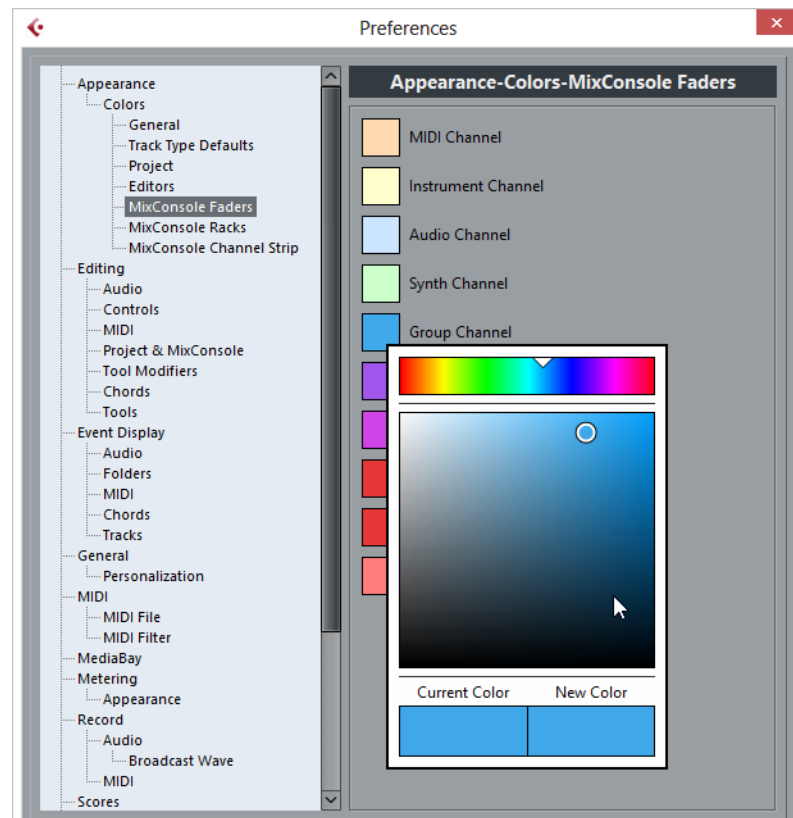 Preferences
Appearance
Colors
General
Track Type Defaults
Project
Editors
MixConsole Faders
MixConsole Racks
MixConsole Channel Strip
Editing
Audio
Controls
MIDI
Project & MixConsole
Tool Modifiers
Chords
Tools
Event Display
Audio
Folders
MIDI
Chords
Tracks
General
Personalization
MIDI
MIDI File
MIDI Filter
MediaBay
Metering
Appearance
Record
Audio
Broadcast Wave
MIDI
Scores
Appearance-Colors-MixConsole Faders
MIDI Channel
Instrument Channel
Audio Channel
Synth Channel
Group Channel
Current Color New Color